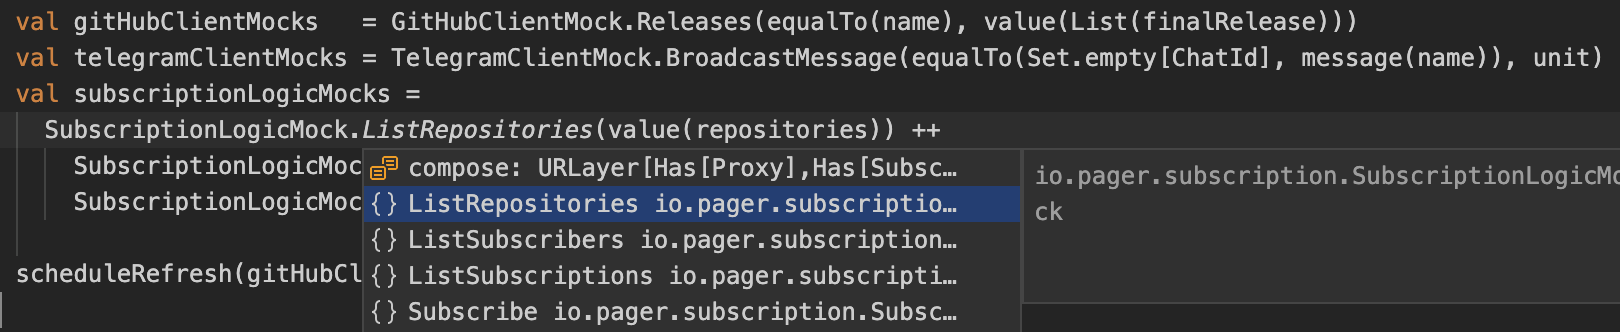 val gitHubClientMocks   = GitHubClientMock.Releases(equalTo(name), value(List(finalRelease)))
val telegramClientMocks = TelegramClientMock.BroadcastMessage(equalTo(Set.empty[ChatId], message(name)), unit)
val subscriptionLogicMocks =
  SubscriptionLogicMock.ListRepositories(value(repositories)) ++
    SubscriptionLogicMoc
    SubscriptionLogicMoc
scheduleRefresh(gitHubCl
compose: URLayer[Has[Proxy],Has[Subsc…
{} ListRepositories io.pager.subscriptio…
{} ListSubscribers io.pager.subscription…
{} ListSubscriptions io.pager.subscripti…
{} Subscribe io.pager.subscription.Subsc…
io.pager.subscription.SubscriptionLogicMo
ck